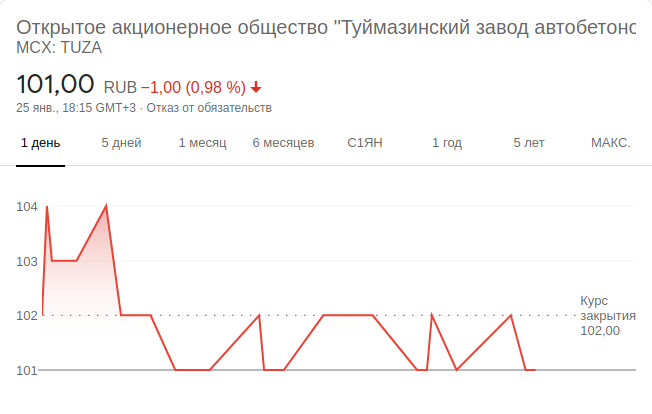 Открытое акционерное общество "Туймазинский завод автобетоно
MCX: TUZA
101,00 RUB −1,00 (0,98 %)
25 янв., 18:15 GMT+3 · Отказ от обязательств
1 день 5 дней 1 месяц 6 месяцев С1ЯН 1 год 5 лет МАКС.
104
103
Курс
102 закрытия
102,00
101